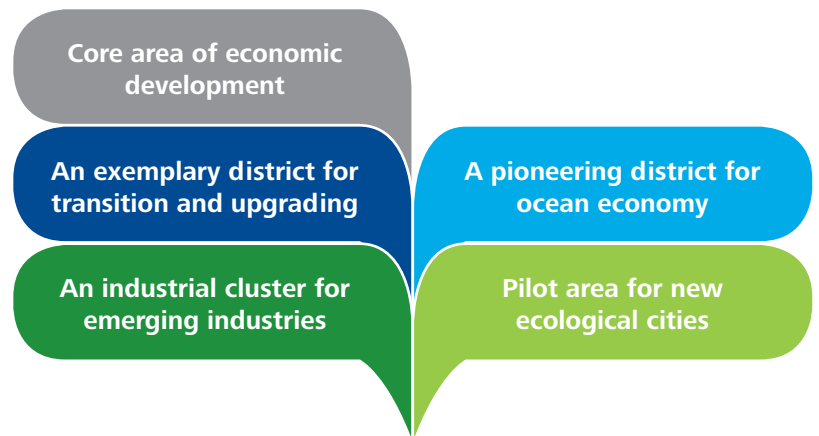 Core area of economic
development
An exemplary district for
transition and upgrading
A pioneering district for
ocean economy
An industrial cluster for
emerging industries
Pilot area for new
ecological cities